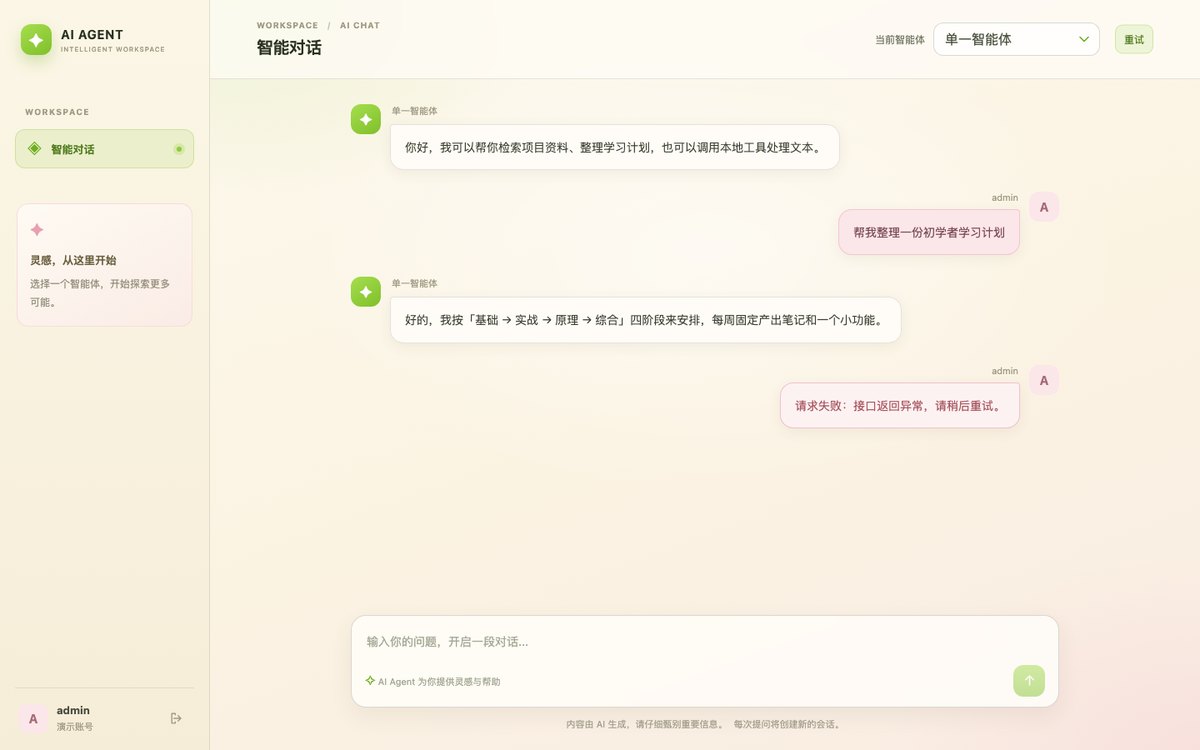 AI AGENT
INTELLIGENT WORKSPACE
WORKSPACE
智能对话
灵感，从这里开始
选择一个智能体，开始探索更多
可能。
A
admin
演示账号
WORKSPACE / AI CHAT
智能对话
当前智能体
单一智能体
重试
单一智能体
你好，我可以帮你检索项目资料、整理学习计划，也可以调用本地工具处理文本。
admin
A
帮我整理一份初学者学习计划
单一智能体
好的，我按「基础 → 实战 → 原理 → 综合」四阶段来安排，每周固定产出笔记和一个小功能。
admin
A
请求失败：接口返回异常，请稍后重试。
输入你的问题，开启一段对话...
AI Agent 为你提供灵感与帮助
内容由 AI 生成，请仔细甄别重要信息。 每次提问将创建新的会话。